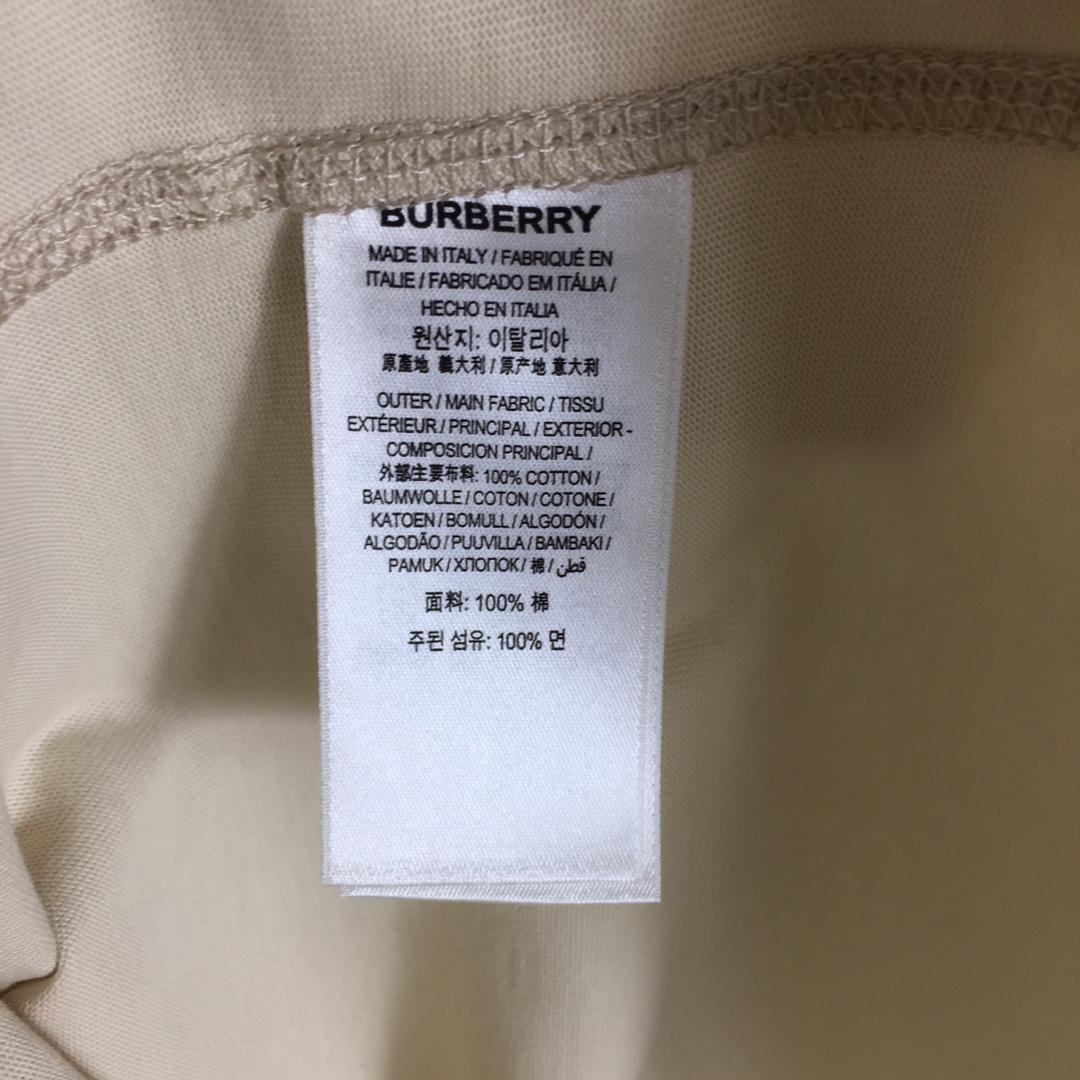 BURBERRY
MADE IN ITALY / FABRIQUÉ EN
ITALIE / FABRICADO EM ITÁLIA /
HECHO EN ITALIA
원산지: 이탈리아
原產地 義大利 / 原产地 意大利
OUTER / MAIN FABRIC / TISSU
EXTÉRIEUR / PRINCIPAL / EXTERIOR -
COMPOSICION PRINCIPAL /
外部主要布料: 100% COTTON /
BAUMWOLLE / COTON / COTONE /
KATOEN / BOMULL / ALGODÓN /
ALGODÃO / PUUVILLA / BAMBAKI /
PAMUK / ХЛОПОК / 棉 / قطن
面料: 100% 棉
주된 섬유: 100% 면